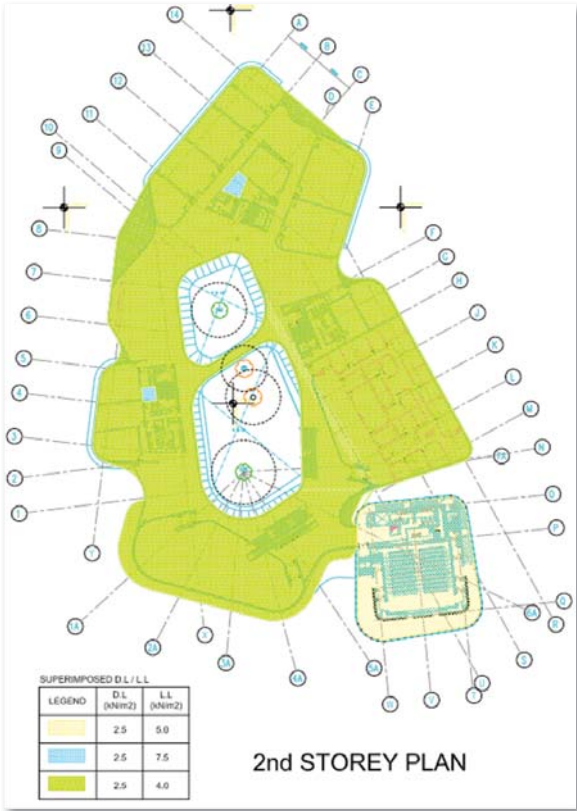 14
A
B
13
C
12
D
E
11
10
9
F
8
G
H
7
J
6
K
5
L
4
M
3
N
2
O
1
P
Y
Q
6A
1A
R
2A
X
S
3A
5A
T
4A
U
W
V
SUPERIMPOSED D.L / L.L
LEGEND D.L (kN/m2) L.L (kN/m2)
2.5 5.0
2.5 7.5
2.5 4.0
2nd STOREY PLAN